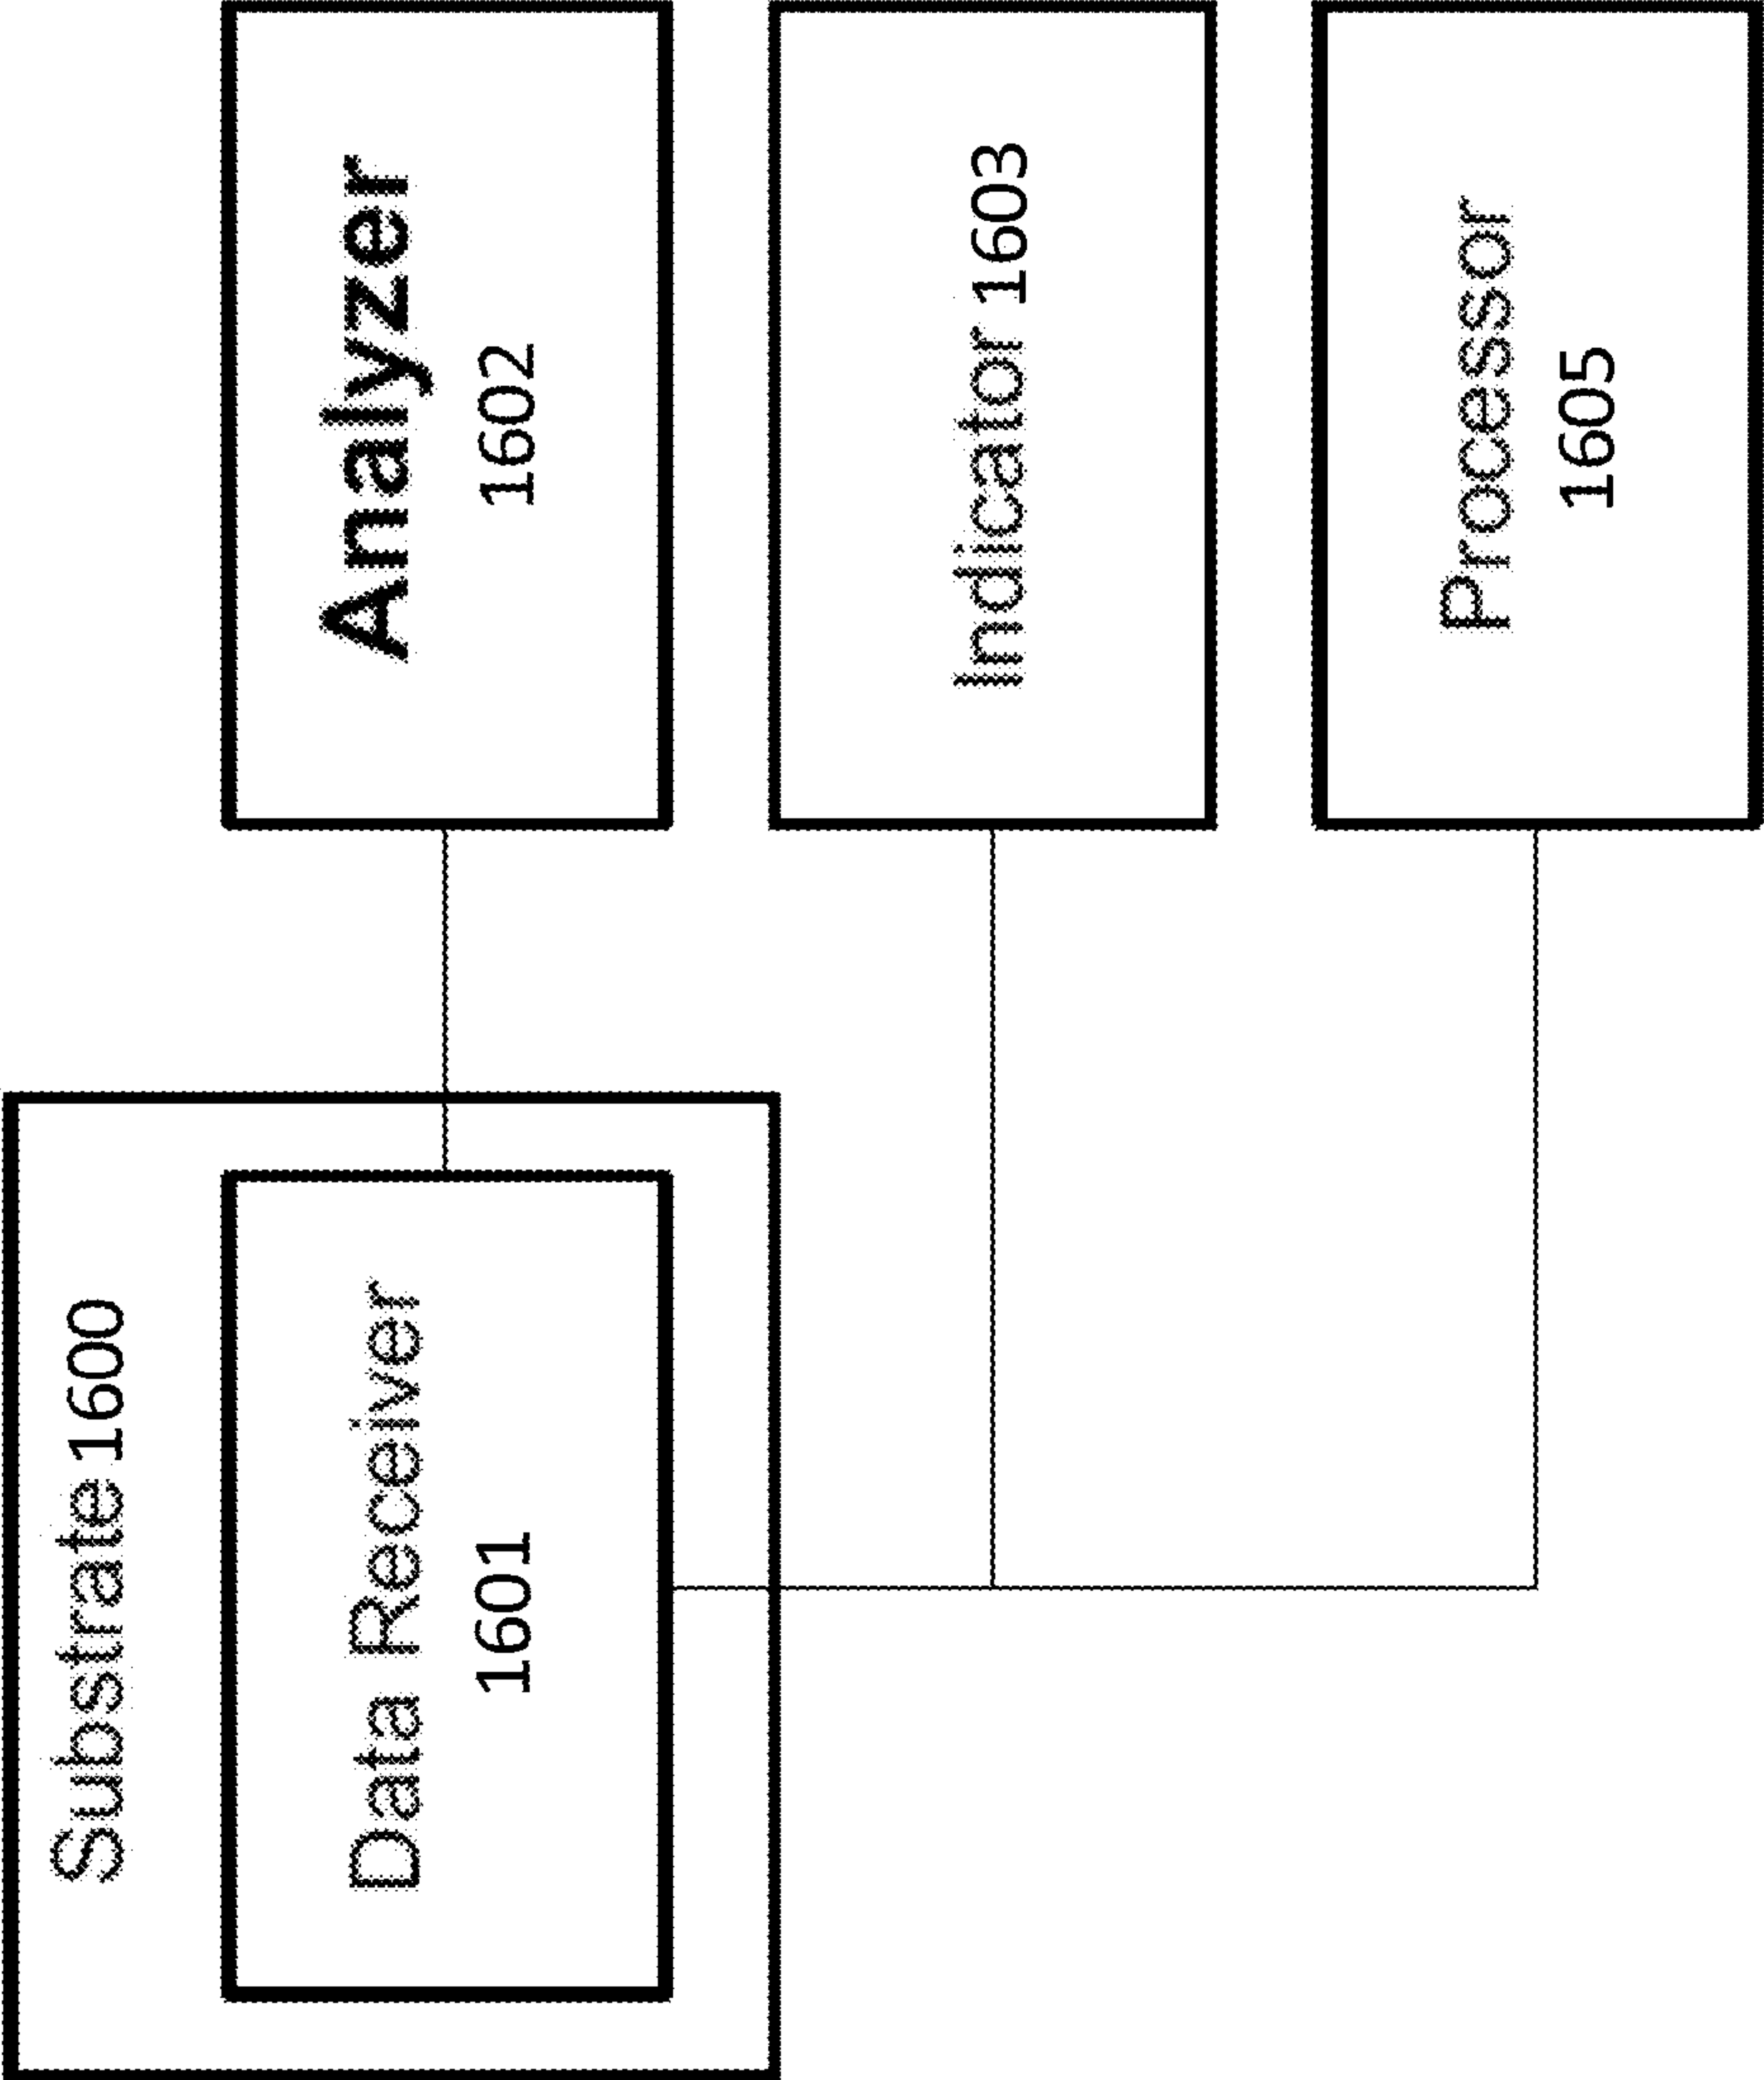 Substrate 1600
Data Receiver
1601
Analyzer
1602
Indicator 1603
Processor
1605